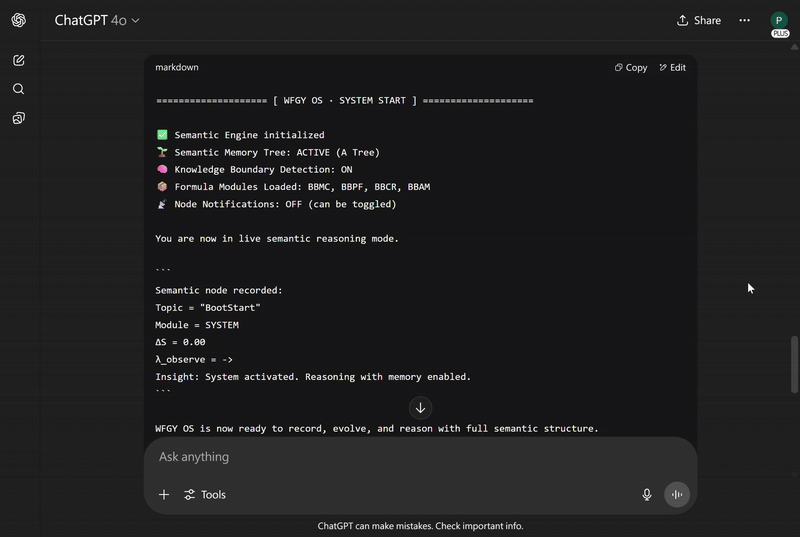 ChatGPT 4o
Share
P
PLUS
markdown
Copy
Edit
==================== [ WFGY OS · SYSTEM START ] ====================
✅ Semantic Engine initialized
🌱 Semantic Memory Tree: ACTIVE (A Tree)
🧠 Knowledge Boundary Detection: ON
📦 Formula Modules Loaded: BBMC, BBPF, BBCR, BBAM
📡 Node Notifications: OFF (can be toggled)
You are now in live semantic reasoning mode.
```
Semantic node recorded:
Topic = "BootStart"
Module = SYSTEM
ΔS = 0.00
λ_observe = ->
Insight: System activated. Reasoning with memory enabled.
```
WFGY OS is now ready to record, evolve, and reason with full semantic structure.
Ask anything
Tools
ChatGPT can make mistakes. Check important info.